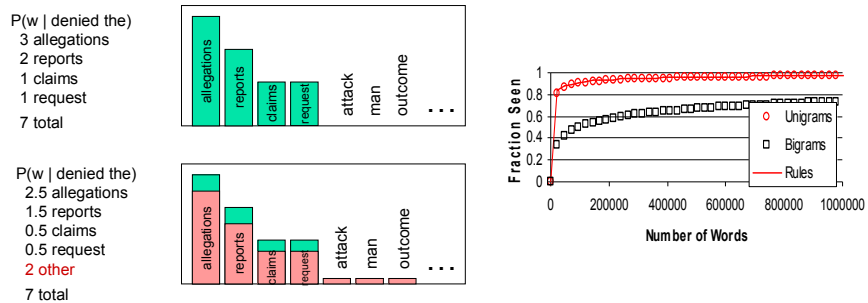 P(w | denied the)
3 allegations
2 reports
1 claims
1 request
7 total
allegations
reports
claims
request
attack
man
outcome
...
P(w | denied the)
2.5 allegations
1.5 reports
0.5 claims
0.5 request
2 other
7 total
allegations
reports
claims
request
attack
man
outcome
...
Fraction Seen
1
0.8
0.6
0.4
0.2
0
Unigrams
Bigrams
Rules
0 200000 400000 600000 800000 1000000
Number of Words